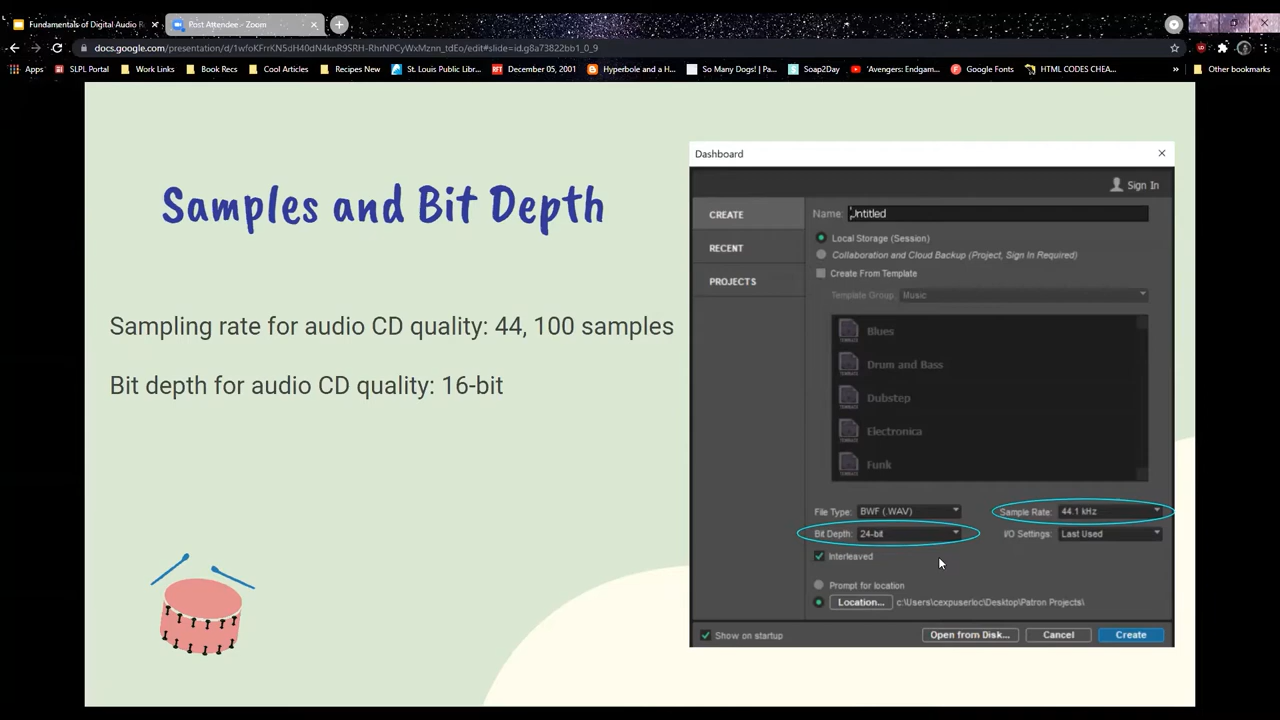 Fundamentals of Digital Audio Re
Post Attendee - Zoom
docs.google.com/presentation/d/1wfoKFrrKN5dH40dN4knR9SRH-RhrNPCyWxMznn_tdEo/edit#slide=id.g8a73822bb1_0_9
Apps SLPL Portal Work Links Book Recs Cool Articles Recipes New St. Louis Public Libr... December 05, 2001 Hyperbole and a H... So Many Dogs! | Pa... Soap2Day 'Avengers: Endgam... Google Fonts HTML CODES CHEA... » Other bookmarks
Samples and Bit Depth
Sampling rate for audio CD quality: 44, 100 samples
Bit depth for audio CD quality: 16-bit
Dashboard
Sign In
CREATE
RECENT
PROJECTS
Name: Untitled
Local Storage (Session)
Collaboration and Cloud Backup (Project, Sign In Required)
Create From Template
Template Group: Music
Blues
Drum and Bass
Dubstep
Electronica
Funk
File Type: BWF (.WAV) Sample Rate: 44.1 kHz
Bit Depth: 24-bit I/O Settings: Last Used
Interleaved
Prompt for location
Location... c:\Users\cexpuserloc\Desktop\Patron Projects\
Show on startup Open from Disk... Cancel Create